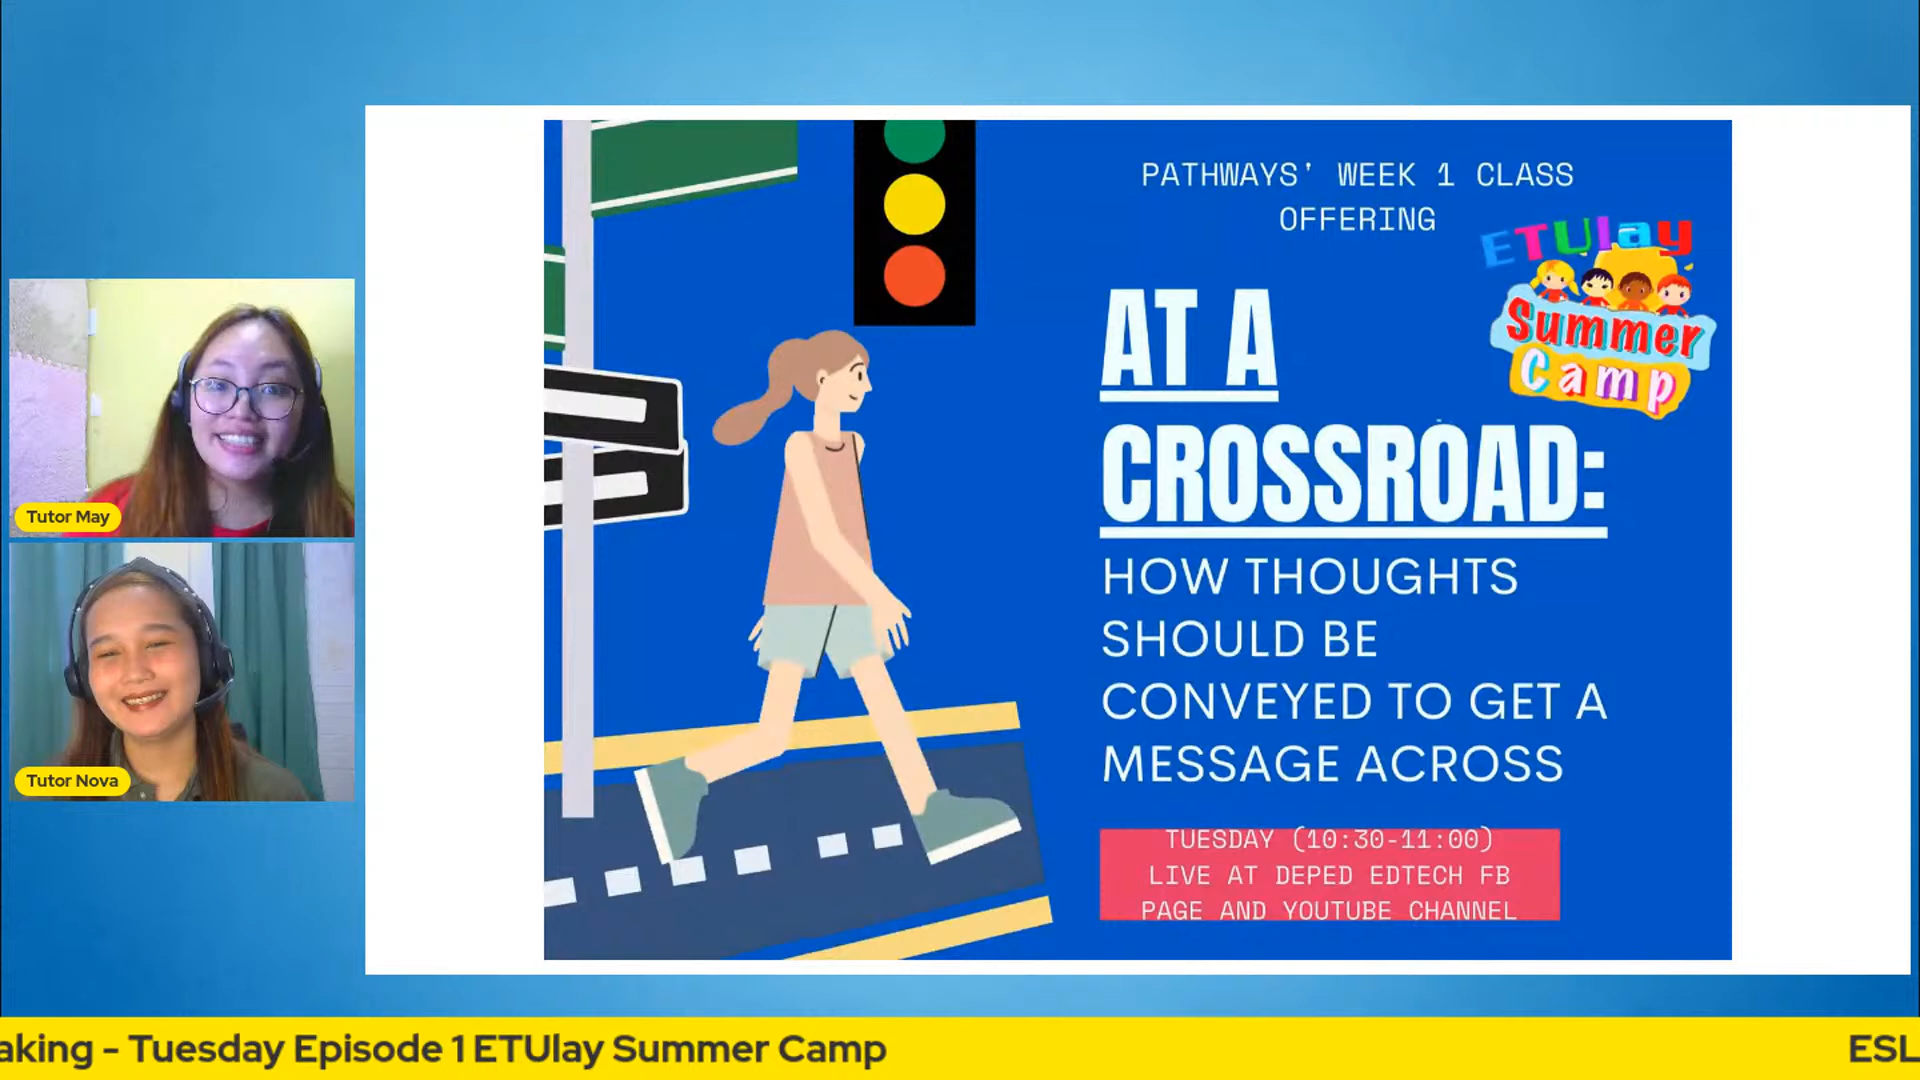 PATHWAYS' WEEK 1 CLASS
OFFERING
ETUlay
Summer
Camp
AT A
CROSSROAD:
HOW THOUGHTS
SHOULD BE
CONVEYED TO GET A
MESSAGE ACROSS
TUESDAY (10:30-11:00)
LIVE AT DEPED EDTECH FB
PAGE AND YOUTUBE CHANNEL
Tutor May
Tutor Nova
aking - Tuesday Episode 1 ETUlay Summer Camp
ESL